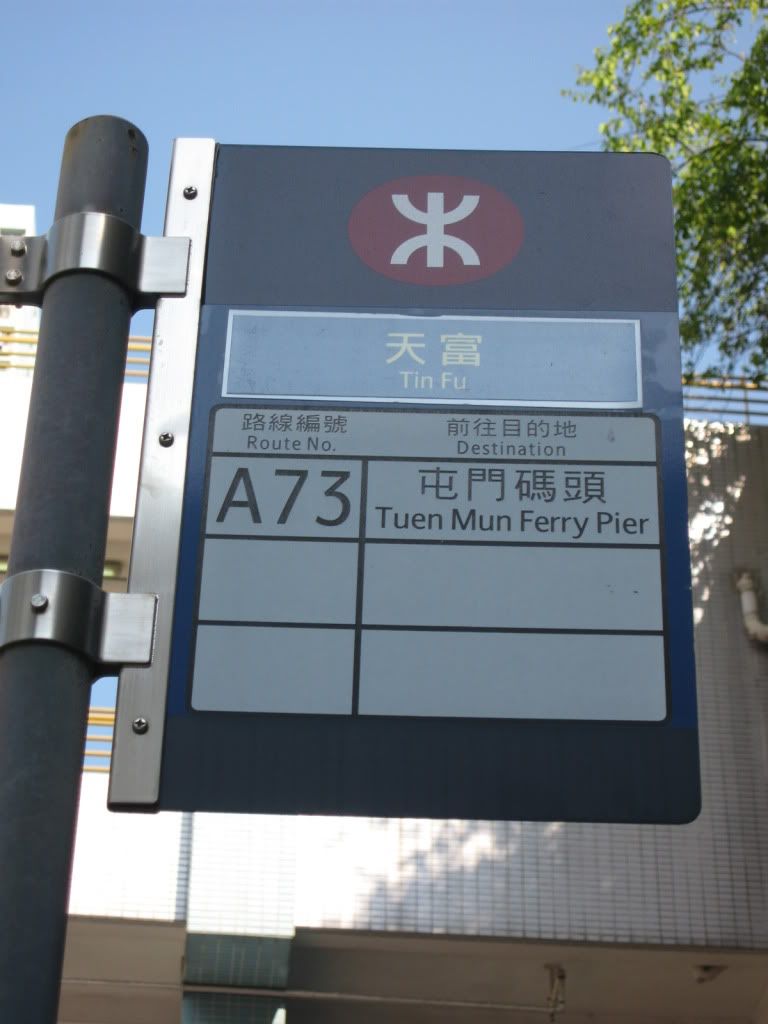 天富
Tin Fu
路線編號
Route No.
前往目的地
Destination
A73
屯門碼頭
Tuen Mun Ferry Pier